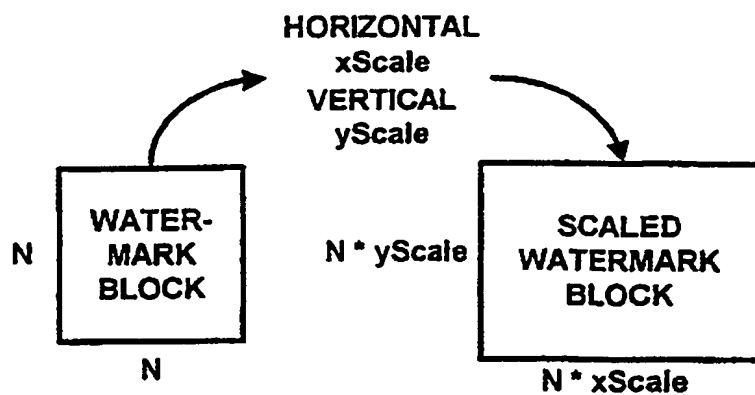 HORIZONTAL
xScale
VERTICAL
yScale
WATER-
MARK
BLOCK
N
N
N * yScale
SCALED
WATERMARK
BLOCK
N * xScale